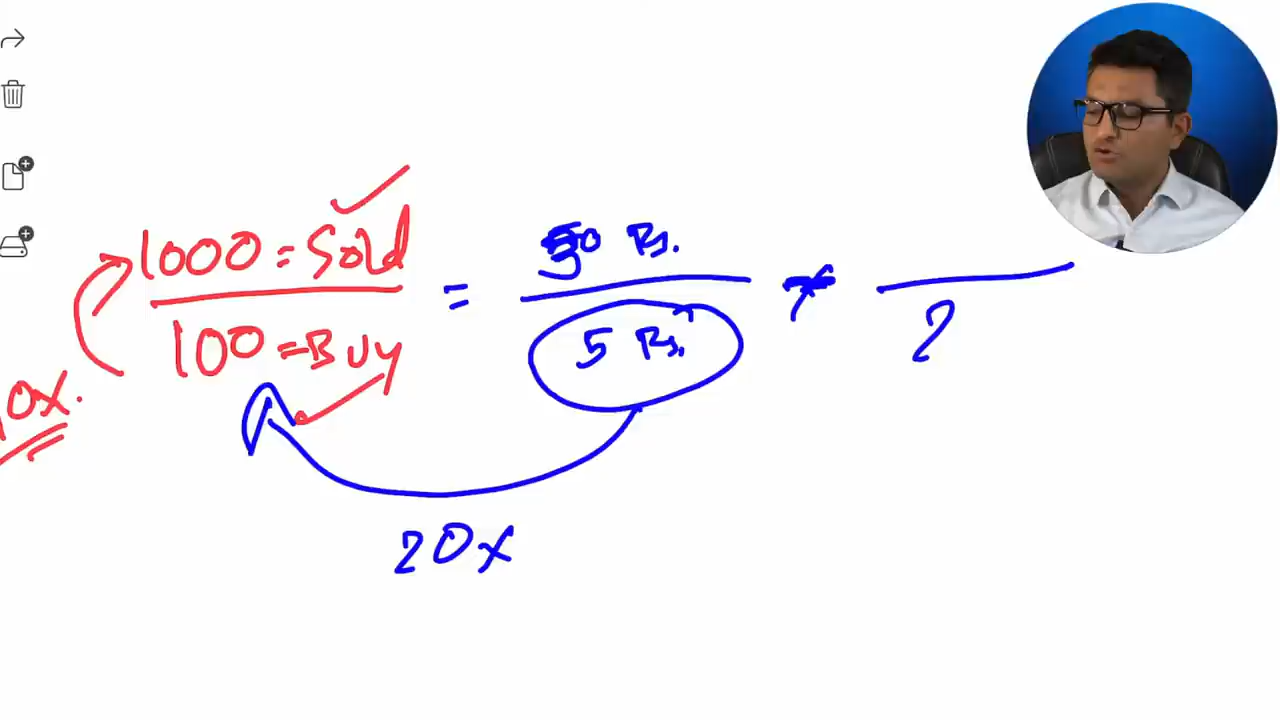 1000 = Sold
100 = Buy
=
50 Rs.
5 Rs.
*
2
0x.
20x